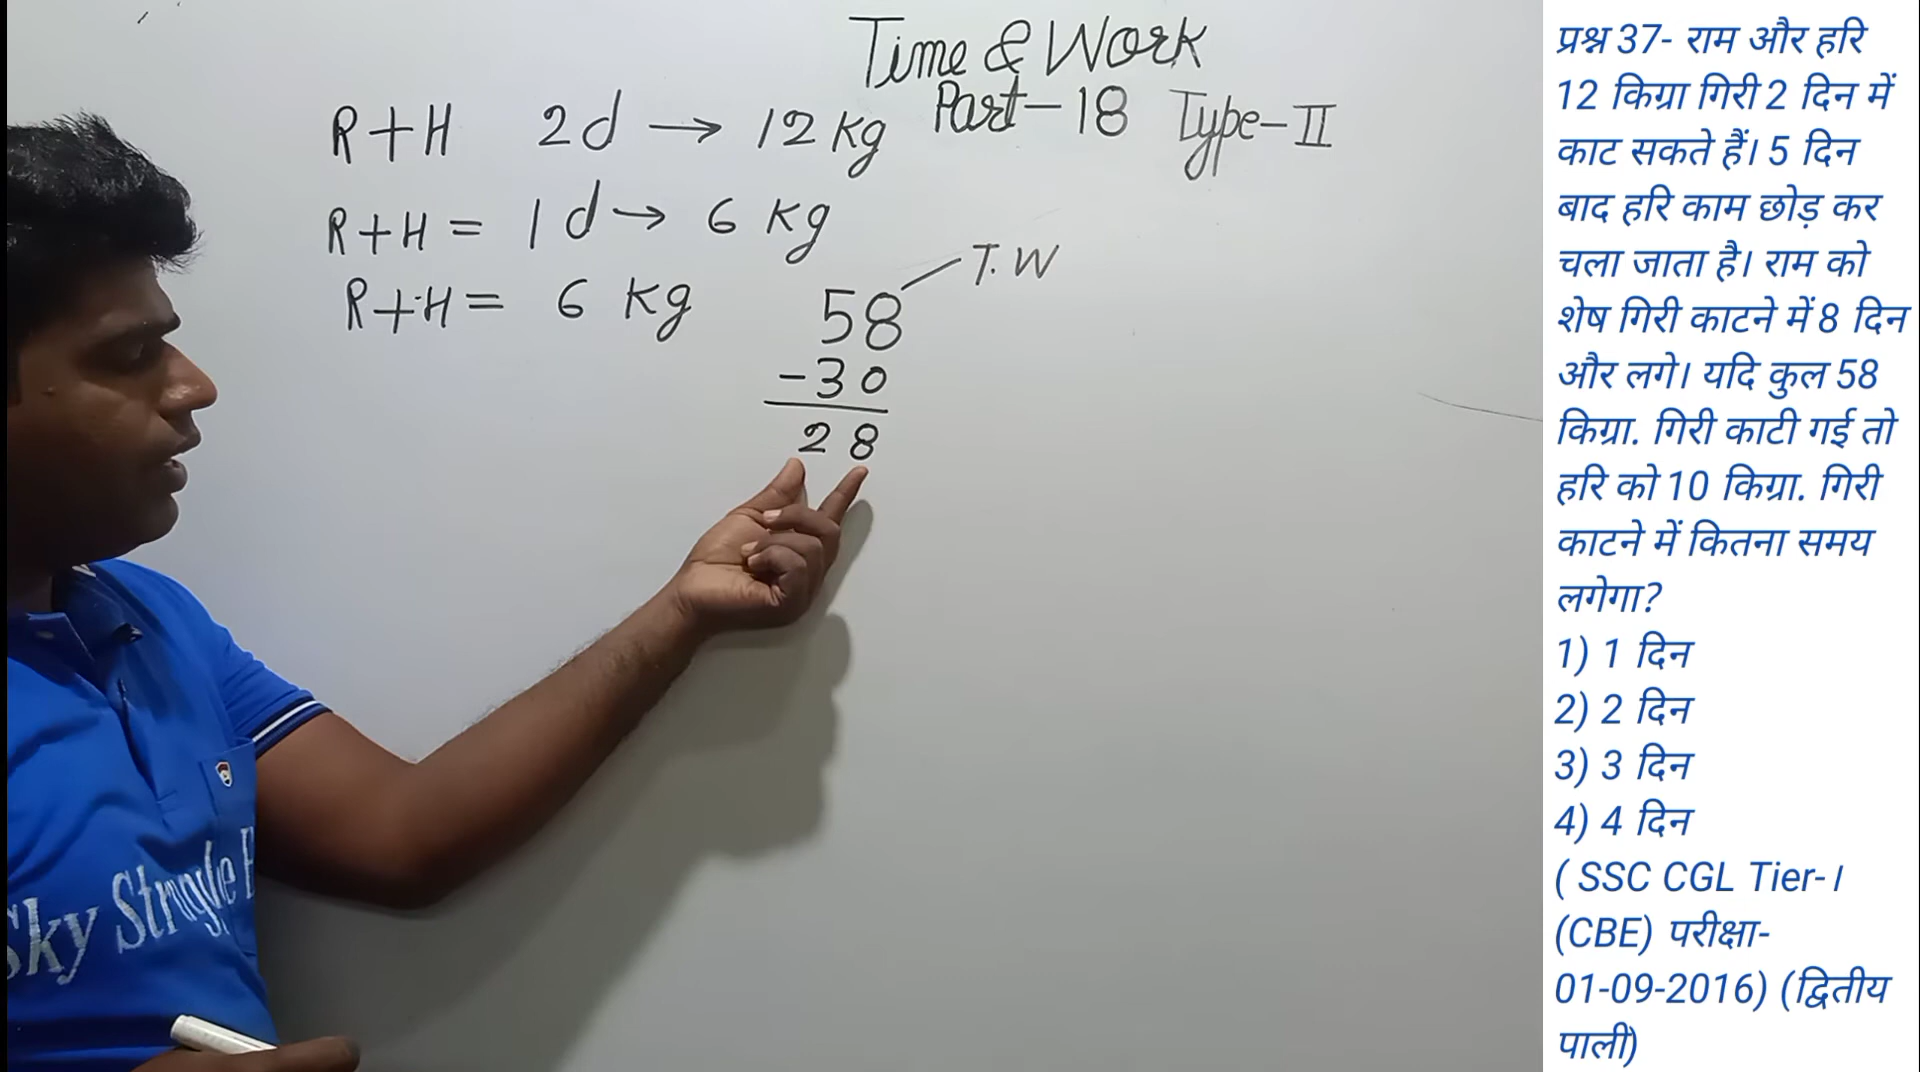 Time & Work
Part-18 Type-II
R+H 2d → 12 Kg
R+H = 1d → 6 Kg
R+H = 6 Kg
58 T.W
-30
28
Sky Struggle
प्रश्न 37- राम और हरि
12 किग्रा गिरी 2 दिन में
काट सकते हैं। 5 दिन
बाद हरि काम छोड़ कर
चला जाता है। राम को
शेष गिरी काटने में 8 दिन
और लगे। यदि कुल 58
किग्रा. गिरी काटी गई तो
हरि को 10 किग्रा. गिरी
काटने में कितना समय
लगेगा?
1) 1 दिन
2) 2 दिन
3) 3 दिन
4) 4 दिन
( SSC CGL Tier-I
(CBE) परीक्षा-
01-09-2016) (द्वितीय
पाली)